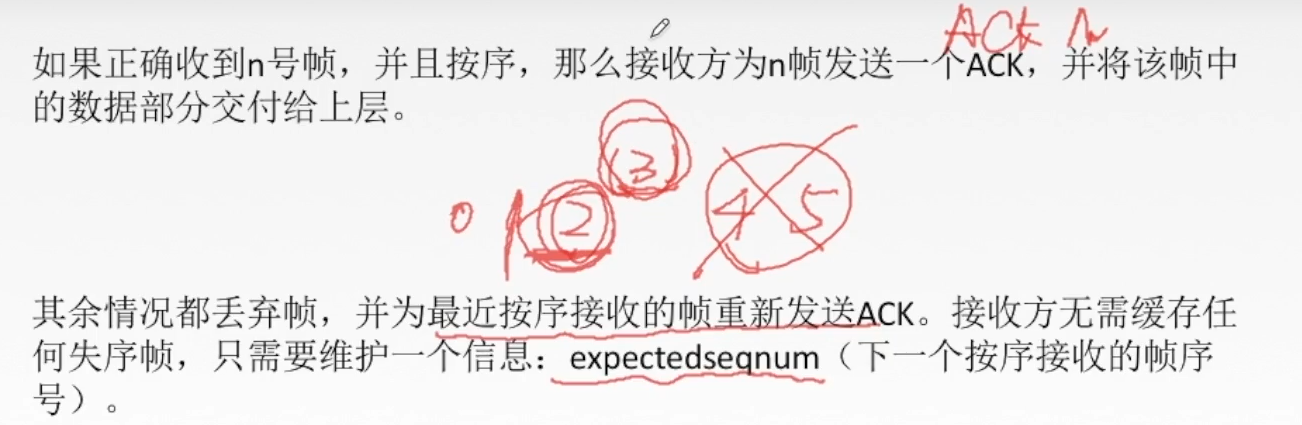 ACK n
如果正确收到n号帧，并且按序，那么接收方为n帧发送一个ACK，并将该帧中
的数据部分交付给上层。
3
0 1 2 4 5
其余情况都丢弃帧，并为最近按序接收的帧重新发送ACK。接收方无需缓存任
何失序帧，只需要维护一个信息：expectedseqnum（下一个按序接收的帧序
号）。